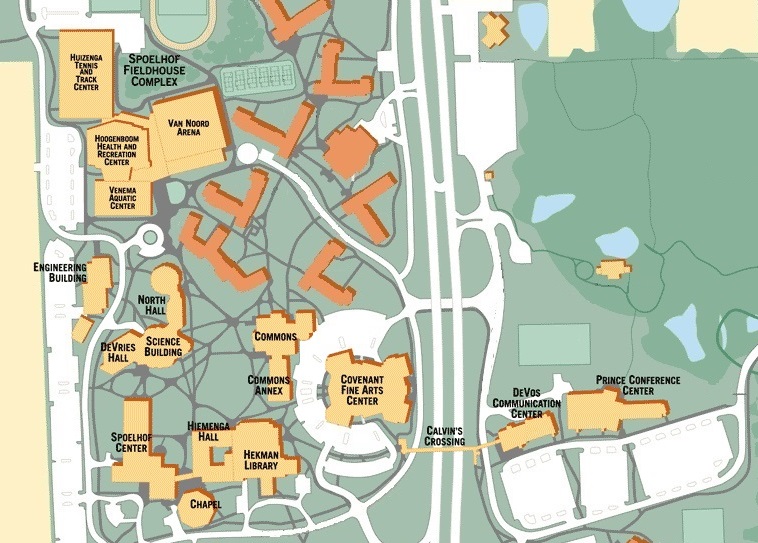 HUIZENGA
TENNIS
AND
TRACK
CENTER
SPOELHOF
FIELDHOUSE
COMPLEX
VAN NOORD
ARENA
HOOGENBOOM
HEALTH AND
RECREATION
CENTER
VENEMA
AQUATIC
CENTER
ENGINEERING
BUILDING
NORTH
HALL
DEVRIES
HALL
SCIENCE
BUILDING
COMMONS
COMMONS
ANNEX
COVENANT
FINE ARTS
CENTER
DEVOS
COMMUNICATION
CENTER
PRINCE CONFERENCE
CENTER
CALVIN'S
CROSSING
SPOELHOF
CENTER
HIEMENGA
HALL
HEKMAN
LIBRARY
CHAPEL